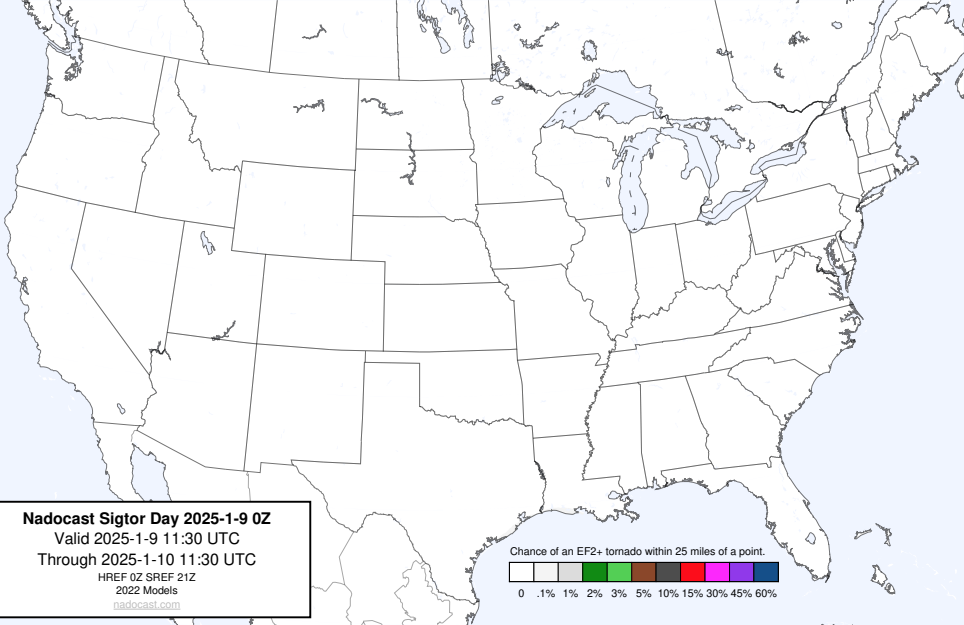 Nadocast Sigtor Day 2025-1-9 0Z
Valid 2025-1-9 11:30 UTC
Through 2025-1-10 11:30 UTC
HREF 0Z SREF 21Z
2022 Models
nadocast.com
Chance of an EF2+ tornado within 25 miles of a point.
0 .1% 1% 2% 3% 5% 10% 15% 30% 45% 60%